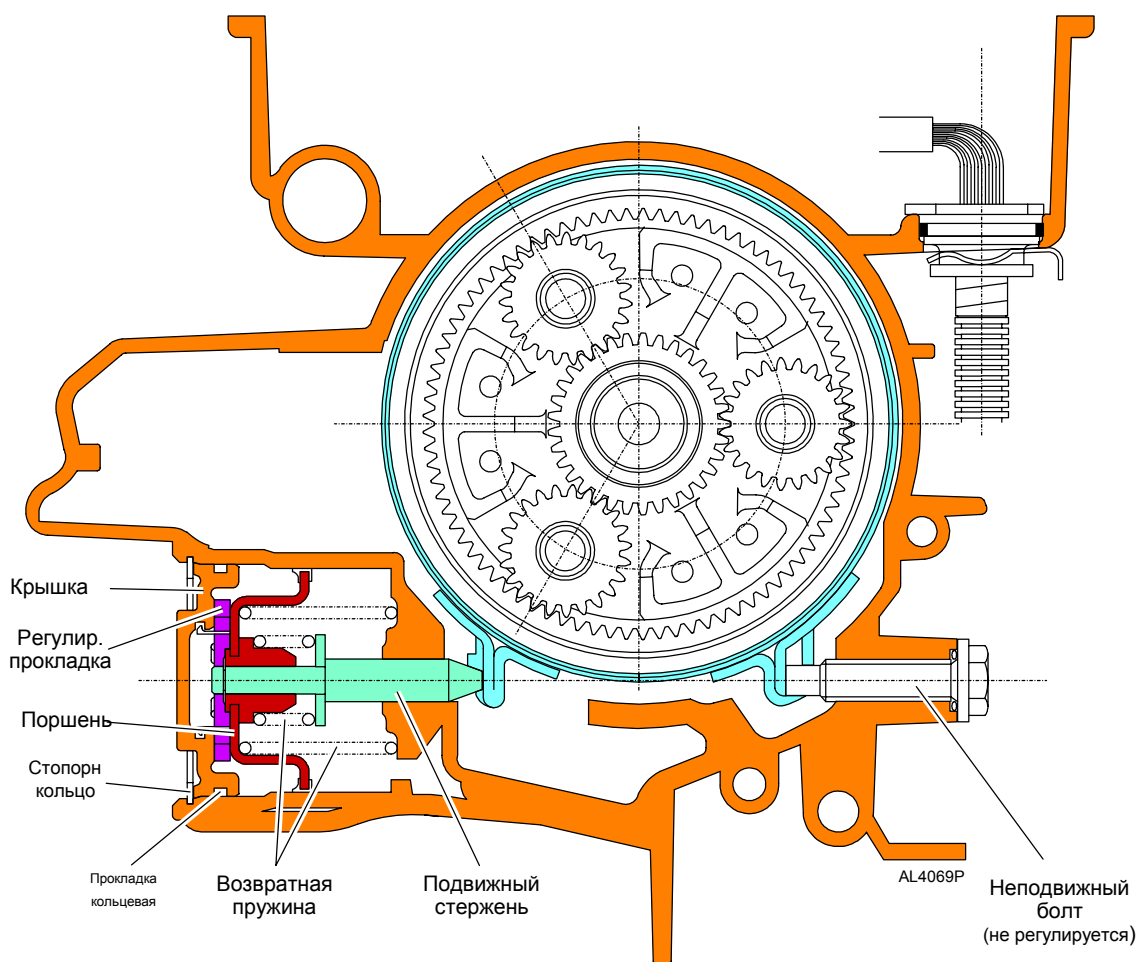 Крышка
Регулир.
прокладка
Поршень
Стопорн
кольцо
Прокладка
кольцевая
Возвратная
пружина
Подвижный
стержень
AL4069P
Неподвижный
болт
(не регулируется)